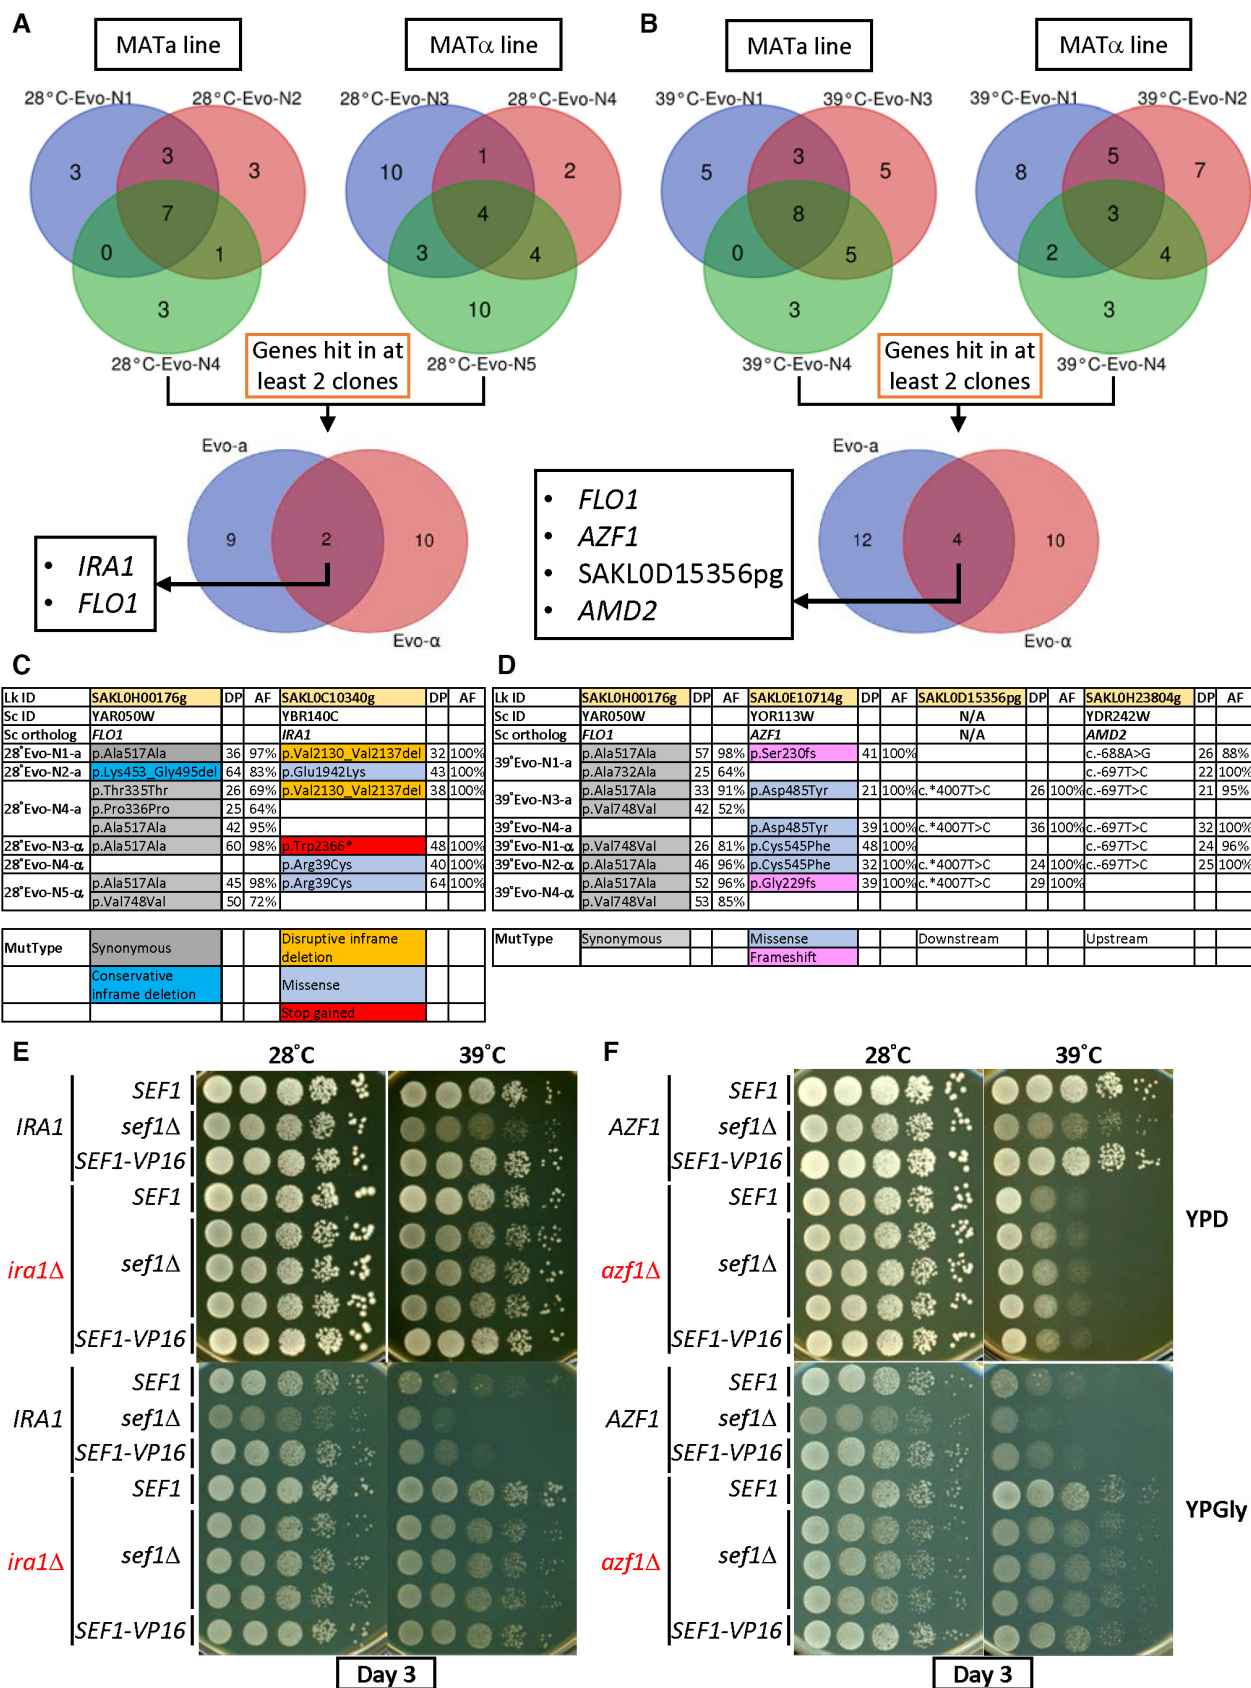 A
MATa line
MATα line
28°C-Evo-N1
28°C-Evo-N2
28°C-Evo-N3
28°C-Evo-N4
3
3
3
7
0
1
3
10
1
2
4
3
4
10
28°C-Evo-N4
28°C-Evo-N5
Genes hit in at
least 2 clones
Evo-a
9
2
10
Evo-α
• IRA1
• FLO1
B
MATa line
MATα line
39°C-Evo-N1
39°C-Evo-N3
39°C-Evo-N1
39°C-Evo-N2
5
3
5
8
0
5
3
8
5
7
3
2
4
3
39°C-Evo-N4
39°C-Evo-N4
Genes hit in at
least 2 clones
Evo-a
12
4
10
Evo-α
• FLO1
• AZF1
• SAKL0D15356pg
• AMD2
C
Lk ID SAKL0H00176g DP AF SAKL0C10340g DP AF
Sc ID YAR050W YBR140C
Sc ortholog FLO1 IRA1
28°Evo-N1-a p.Ala517Ala 36 97% p.Val2130_Val2137del 32 100%
28°Evo-N2-a p.Lys453_Gly495del 64 83% p.Glu1942Lys 43 100%
28°Evo-N4-a p.Thr335Thr 26 69% p.Val2130_Val2137del 38 100%
p.Pro336Pro 25 64%
p.Ala517Ala 42 95%
28°Evo-N3-α p.Ala517Ala 60 98% p.Trp2366* 48 100%
28°Evo-N4-α p.Arg39Cys 40 100%
28°Evo-N5-α p.Ala517Ala 45 98% p.Arg39Cys 64 100%
p.Val748Val 50 72%
MutType Synonymous Disruptive inframe
deletion
Conservative
inframe deletion Missense
Stop gained
D
Lk ID SAKL0H00176g DP AF SAKL0E10714g DP AF SAKL0D15356pg DP AF SAKL0H23804g DP AF
Sc ID YAR050W YOR113W N/A YDR242W
Sc ortholog FLO1 AZF1 N/A AMD2
39°Evo-N1-a p.Ala517Ala 57 98% p.Ser230fs 41 100% c.-688A>G 26 88%
p.Ala732Ala 25 64% c.-697T>C 22 100%
39°Evo-N3-a p.Ala517Ala 33 91% p.Asp485Tyr 21 100% c.*4007T>C 26 100% c.-697T>C 21 95%
p.Val748Val 42 52%
39°Evo-N4-a p.Asp485Tyr 39 100% c.*4007T>C 36 100% c.-697T>C 32 100%
39°Evo-N1-α p.Val748Val 26 81% p.Cys545Phe 48 100% c.-697T>C 24 96%
39°Evo-N2-α p.Ala517Ala 46 96% p.Cys545Phe 32 100% c.*4007T>C 24 100% c.-697T>C 25 100%
39°Evo-N4-α p.Ala517Ala 52 96% p.Gly229fs 39 100% c.*4007T>C 29 100%
p.Val748Val 53 85%
MutType Synonymous Missense Downstream Upstream
Frameshift
E
28°C 39°C
IRA1
SEF1
sef1Δ
SEF1-VP16
ira1Δ
SEF1
sef1Δ
SEF1-VP16
IRA1
SEF1
sef1Δ
SEF1-VP16
ira1Δ
SEF1
sef1Δ
SEF1-VP16
Day 3
F
28°C 39°C
AZF1
SEF1
sef1Δ
SEF1-VP16
azf1Δ
SEF1
sef1Δ
SEF1-VP16
YPD
AZF1
SEF1
sef1Δ
SEF1-VP16
azf1Δ
SEF1
sef1Δ
SEF1-VP16
YPGly
Day 3